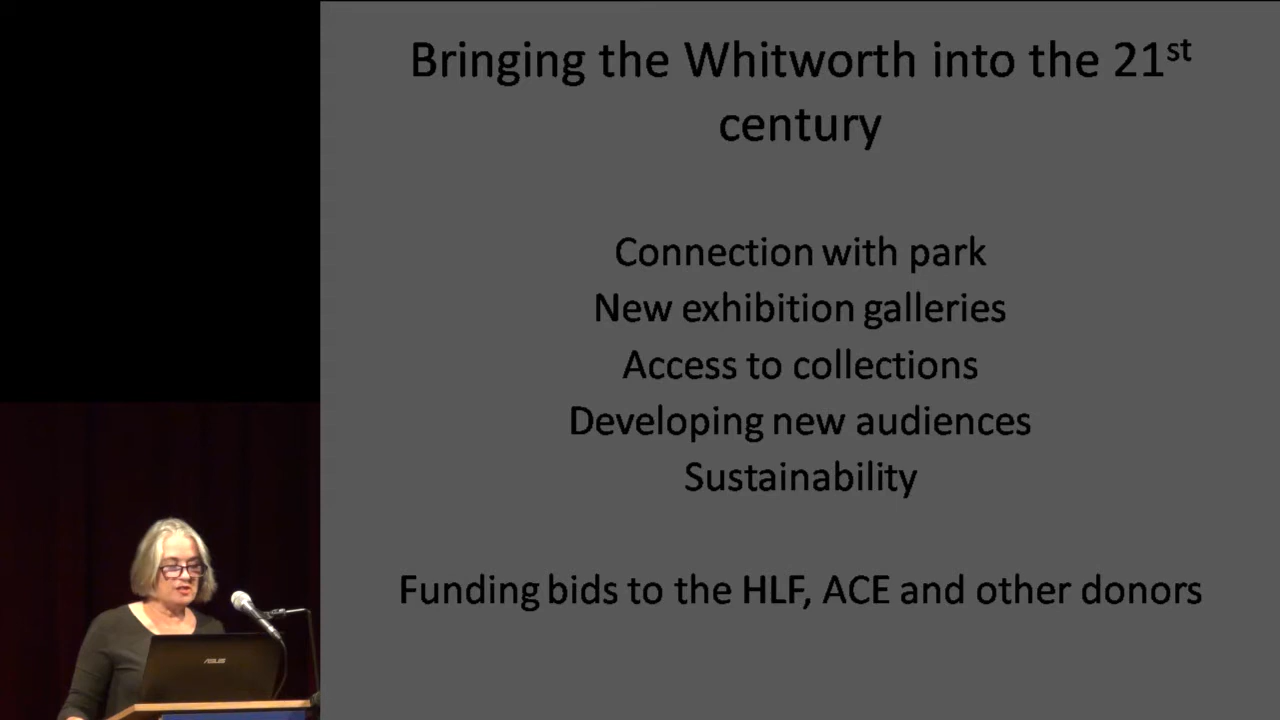 Bringing the Whitworth into the 21st
century
Connection with park
New exhibition galleries
Access to collections
Developing new audiences
Sustainability
Funding bids to the HLF, ACE and other donors
ASUS